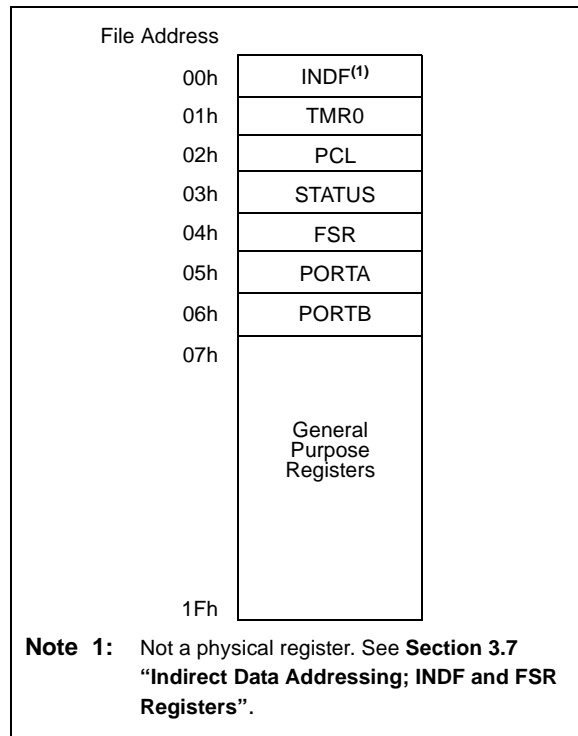 File Address
00h INDF(1)
01h TMR0
02h PCL
03h STATUS
04h FSR
05h PORTA
06h PORTB
07h
General
Purpose
Registers
1Fh
Note 1: Not a physical register. See Section 3.7
“Indirect Data Addressing; INDF and FSR
Registers”.